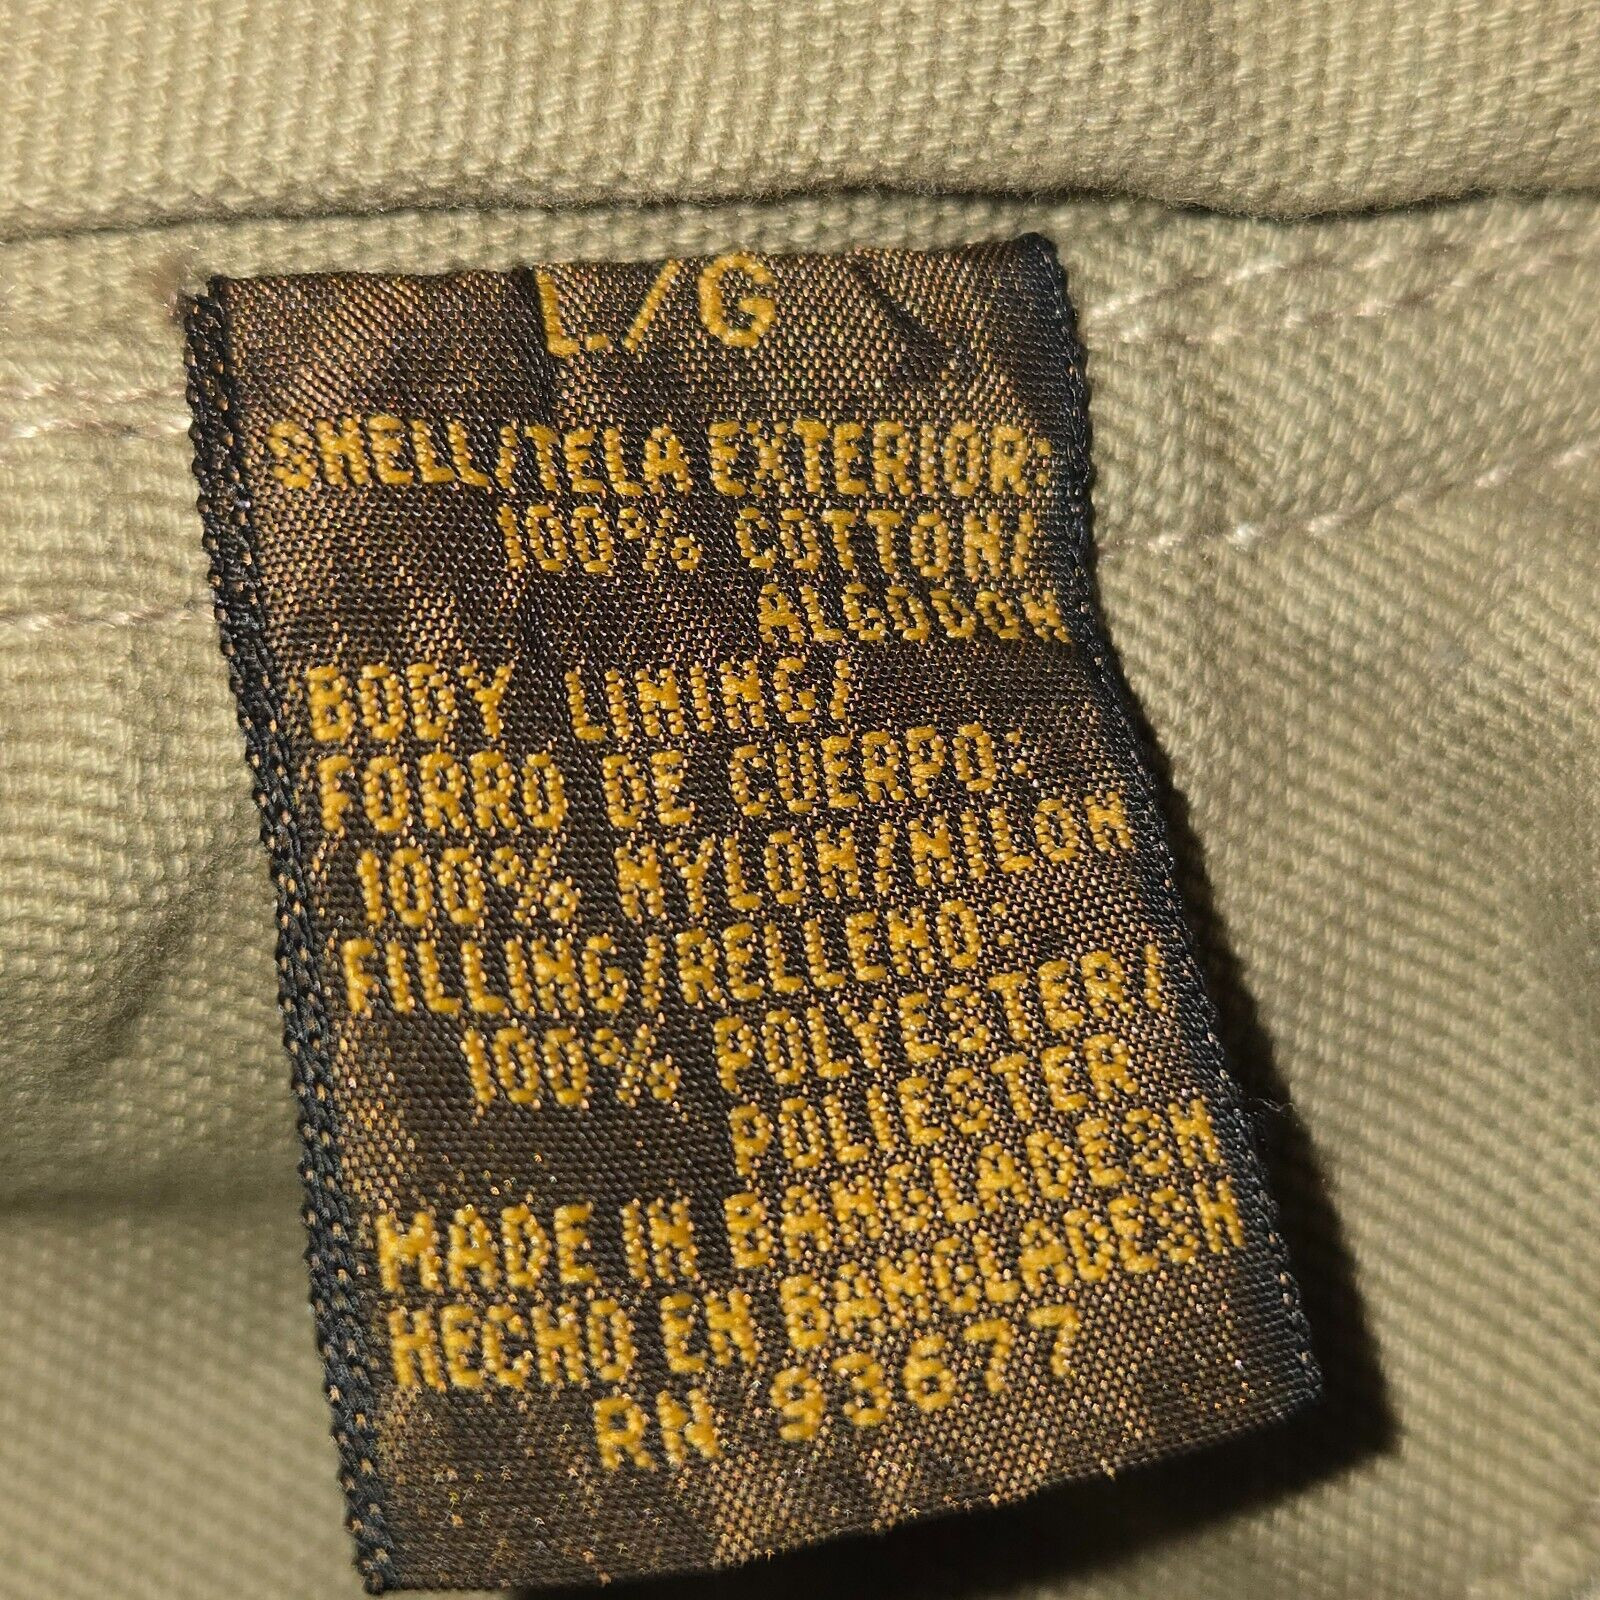 L/G
SHELL/TELA EXTERIOR:
100% COTTON/
ALGODON
BODY LINING/
FORRO DE CUERPO:
100% NYLON/NILON
FILLING/RELLENO:
100% POLYESTER/
POLIESTER
MADE IN BANGLADESH
HECHO EN BANGLADESH
RN 93677